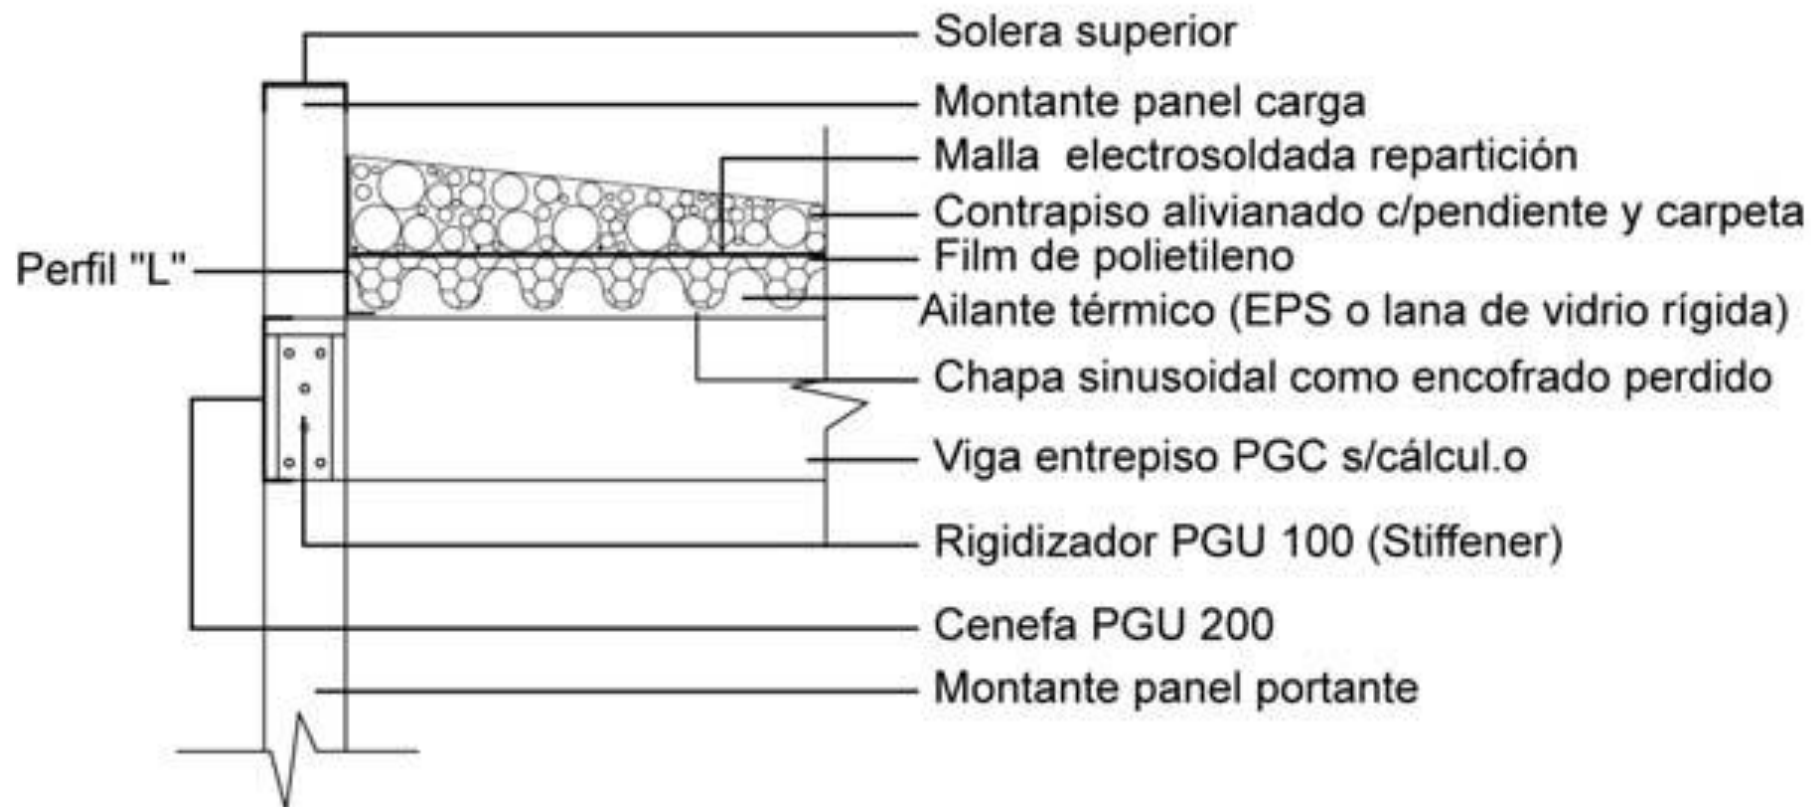 Solera superior
Montante panel carga
Malla electrosoldada repartición
Contrapiso alivianado c/pendiente y carpeta
Film de polietileno
Perfil "L"
Ailante térmico (EPS o lana de vidrio rígida)
Chapa sinusoidal como encofrado perdido
Viga entrepiso PGC s/cálcul.o
Rigidizador PGU 100 (Stiffener)
Cenefa PGU 200
Montante panel portante